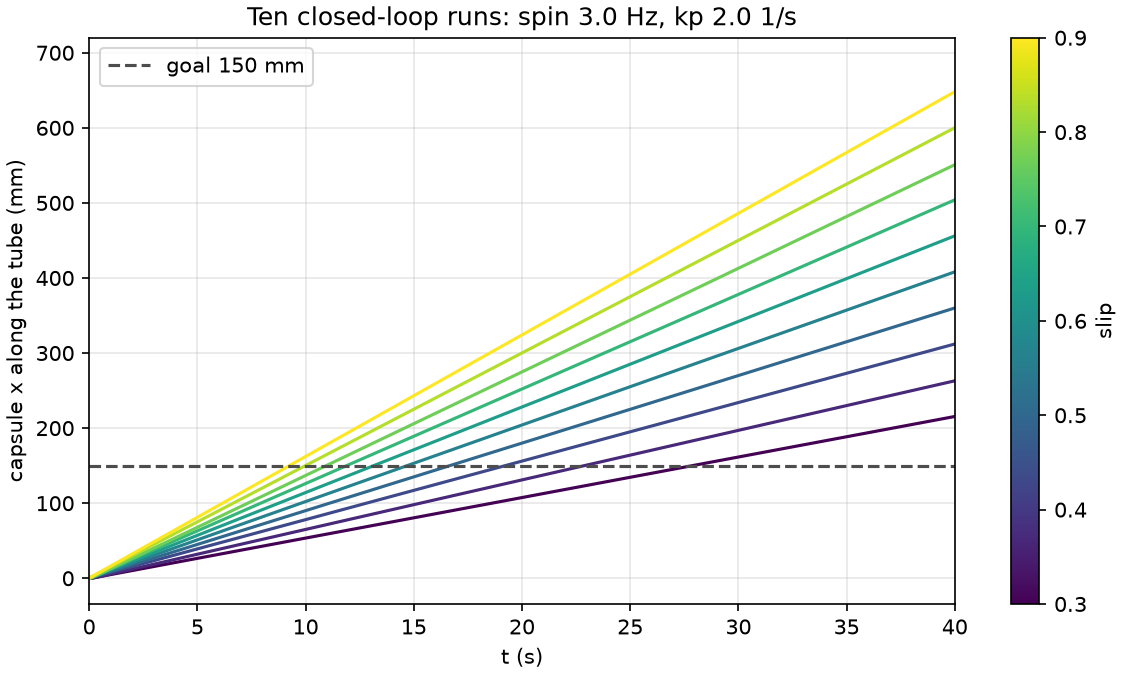 Ten closed-loop runs: spin 3.0 Hz, kp 2.0 1/s
goal 150 mm
capsule x along the tube (mm)
700
600
500
400
300
200
100
0
0 5 10 15 20 25 30 35 40
t (s)
0.9
0.8
0.7
0.6
0.5
0.4
0.3
slip